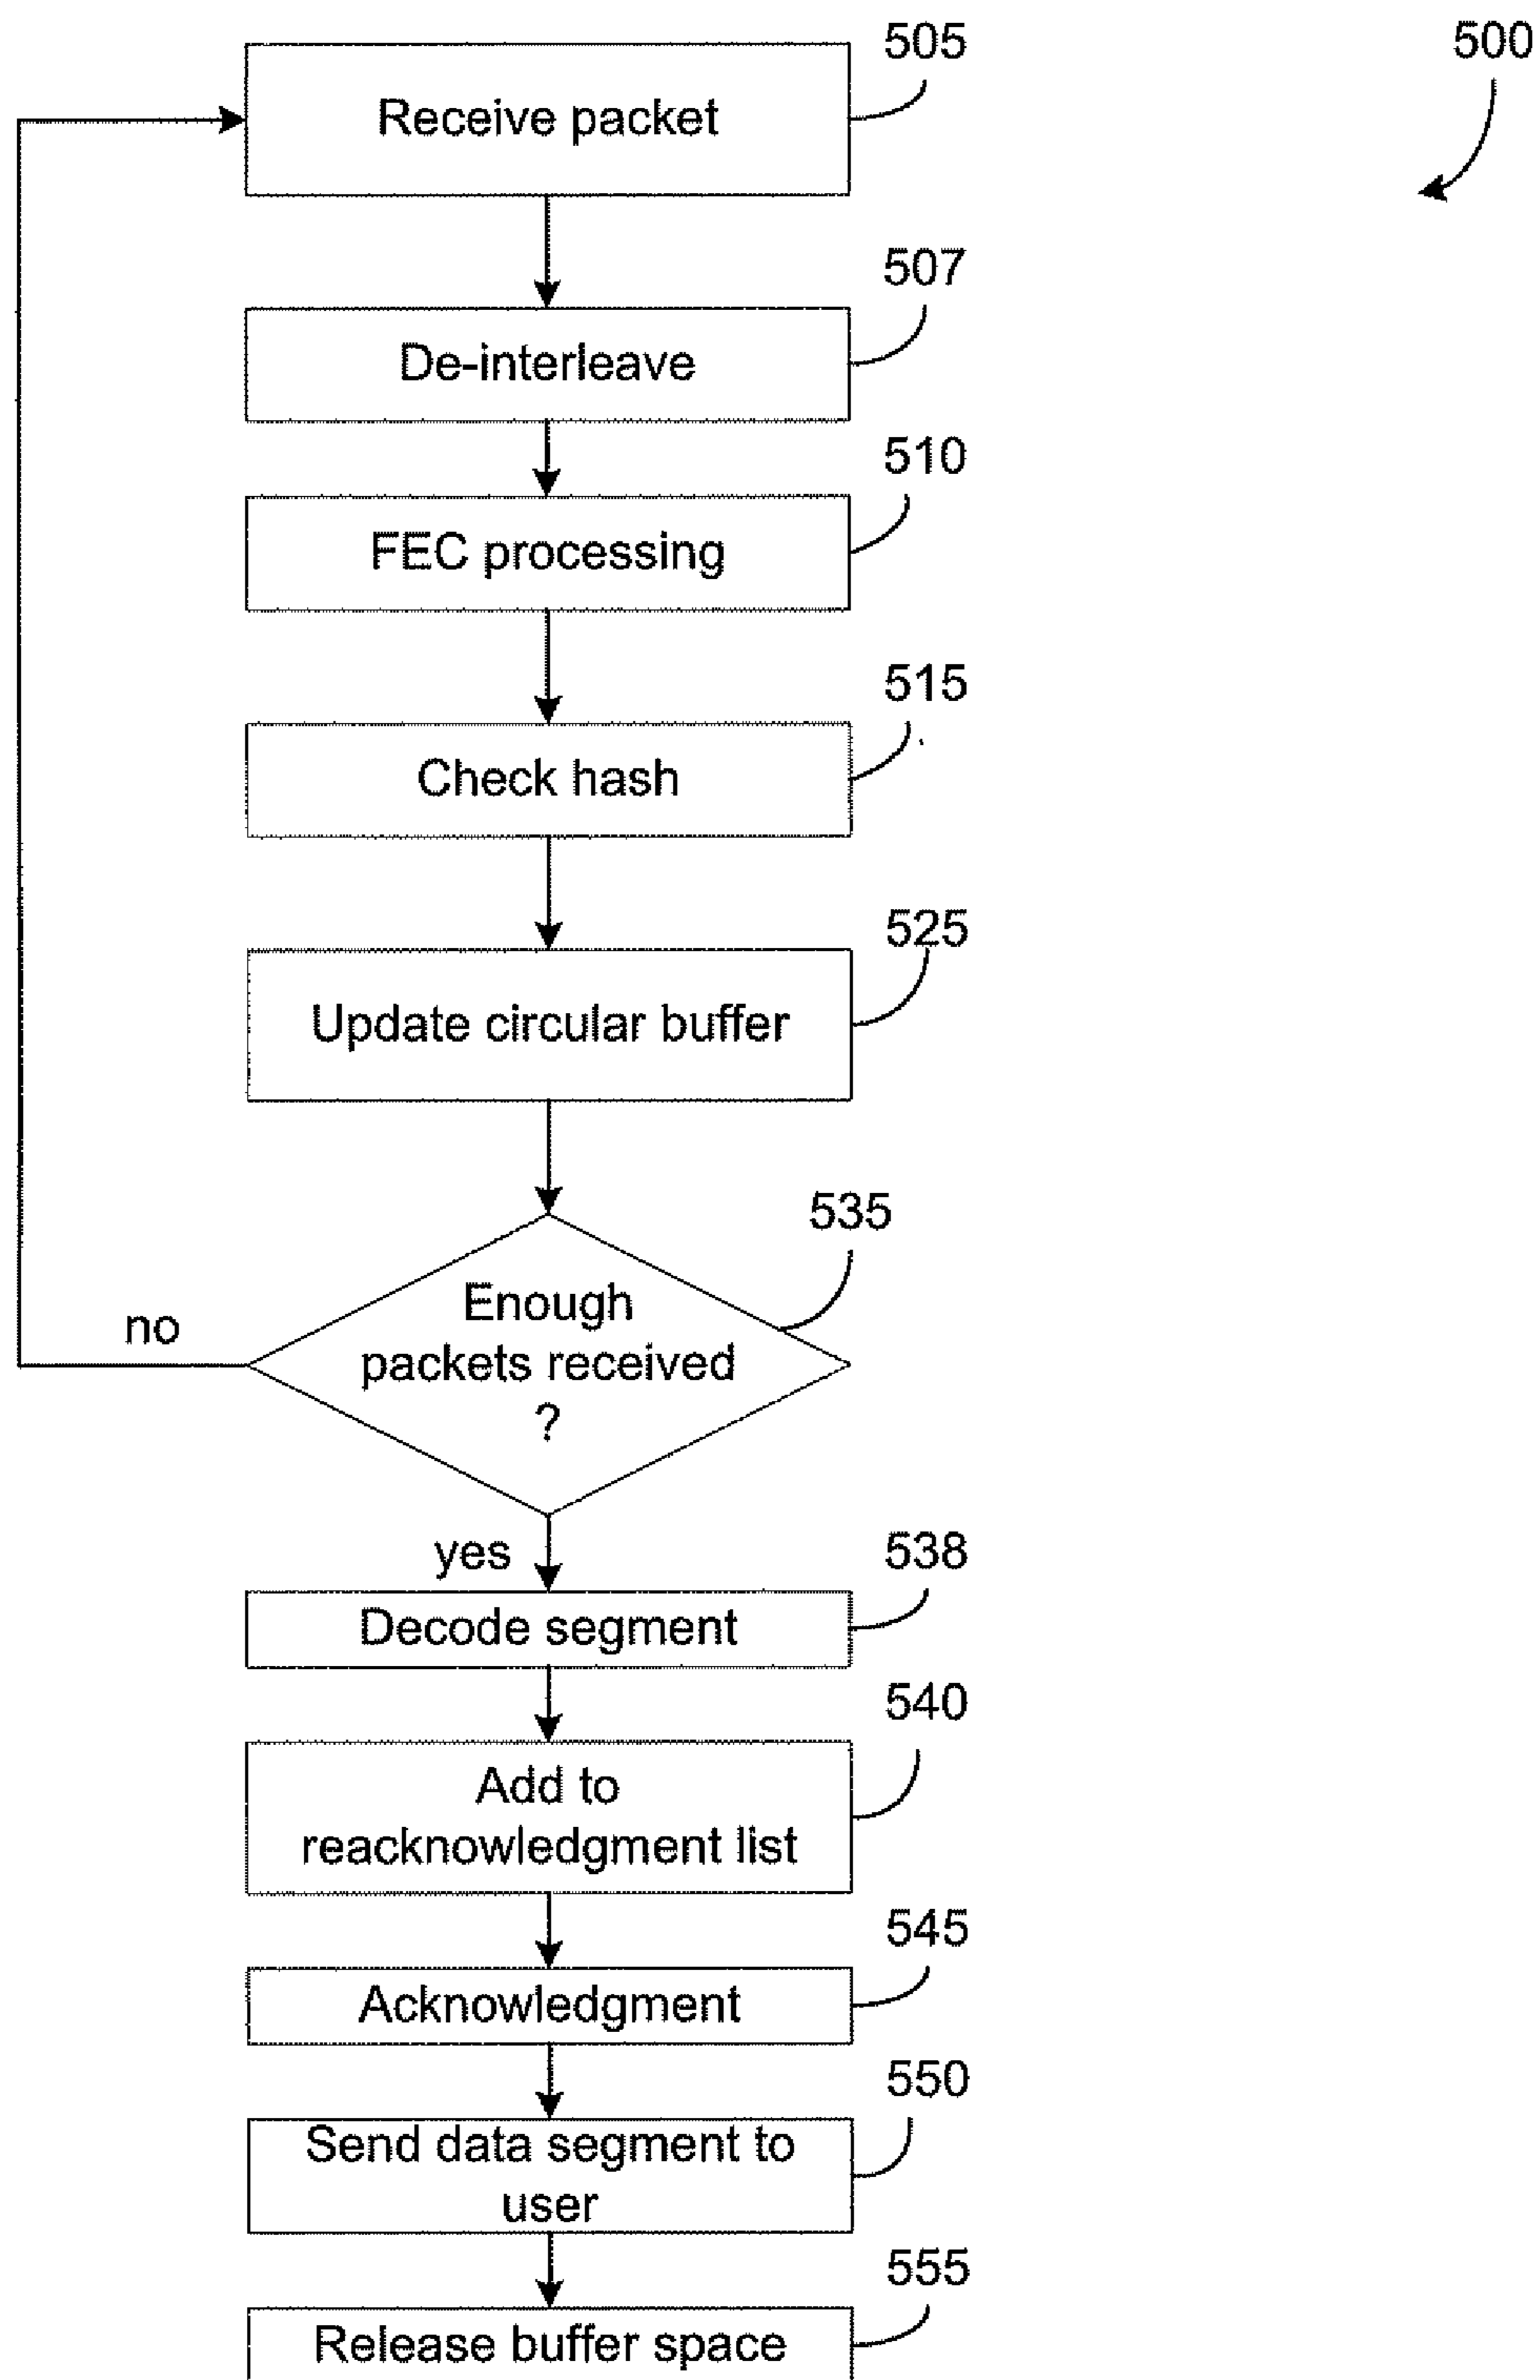 505
500
Receive packet
507
De-interleave
510
FEC processing
515
Check hash
525
Update circular buffer
535
Enough
packets received
?
no
yes
538
Decode segment
540
Add to
reacknowledgment list
545
Acknowledgment
550
Send data segment to
user
555
Release buffer space